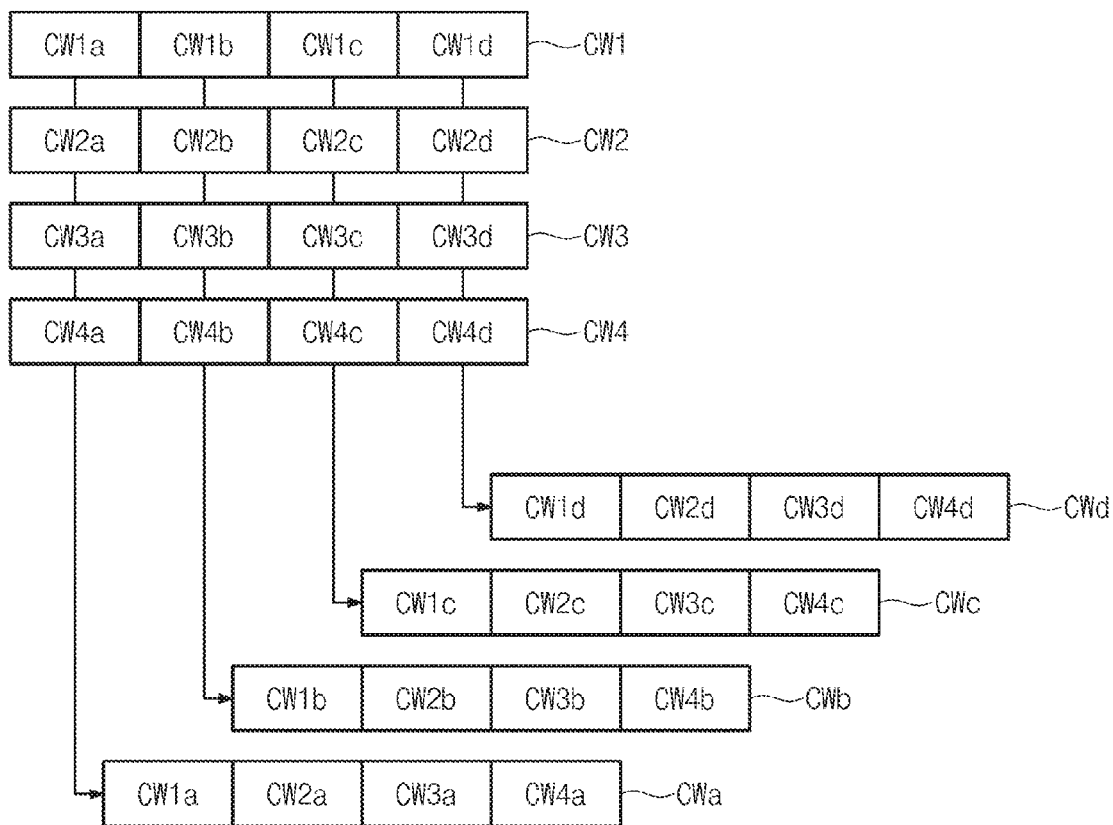 CW1a CW1b CW1c CW1d CW1
CW2a CW2b CW2c CW2d CW2
CW3a CW3b CW3c CW3d CW3
CW4a CW4b CW4c CW4d CW4
CW1d CW2d CW3d CW4d CWd
CW1c CW2c CW3c CW4c CWc
CW1b CW2b CW3b CW4b CWb
CW1a CW2a CW3a CW4a CWa